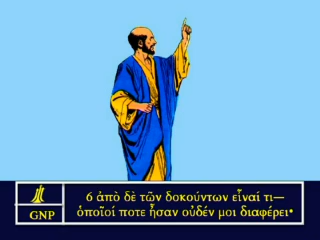 6 ἀπὸ δὲ τῶν δοκούντων εἶναί τι—
ὁποῖοί ποτε ἦσαν οὐδέν μοι διαφέρει•
GNP